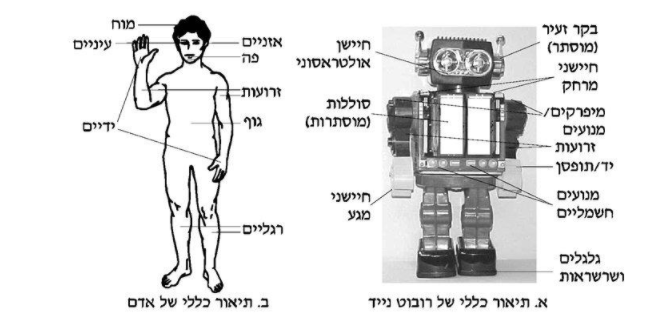 בקר זעיר
(מוסתר)
חיישני
מרחק
מיפרקים/
מנועים
זרועות
יד/תופסן
מנועים
חשמליים
גלגלים
ושרשראות
חיישן
אולטראסוני
סוללות
(מוסתרות)
חיישני
מגע
א. תיאור כללי של רובוט נייד
מוח
אזניים
עיניים
פה
זרועות
גוף
ידיים
רגליים
ב. תיאור כללי של אדם